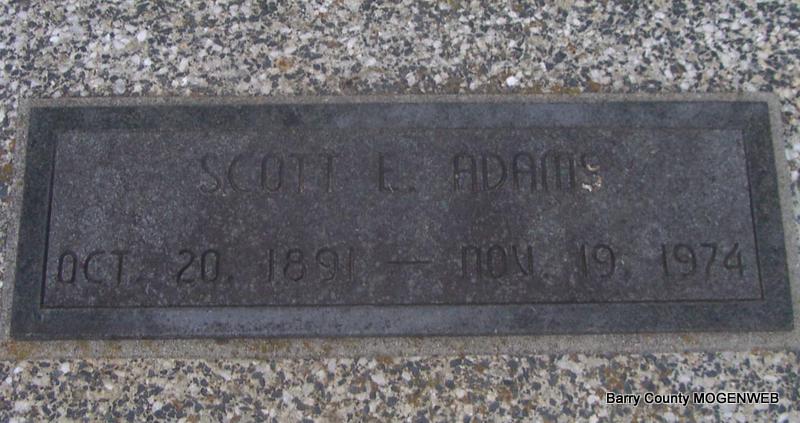 SCOTT E. ADAMS
OCT. 20. 1891 — NOV. 19. 1974
Barry County MOGENWEB